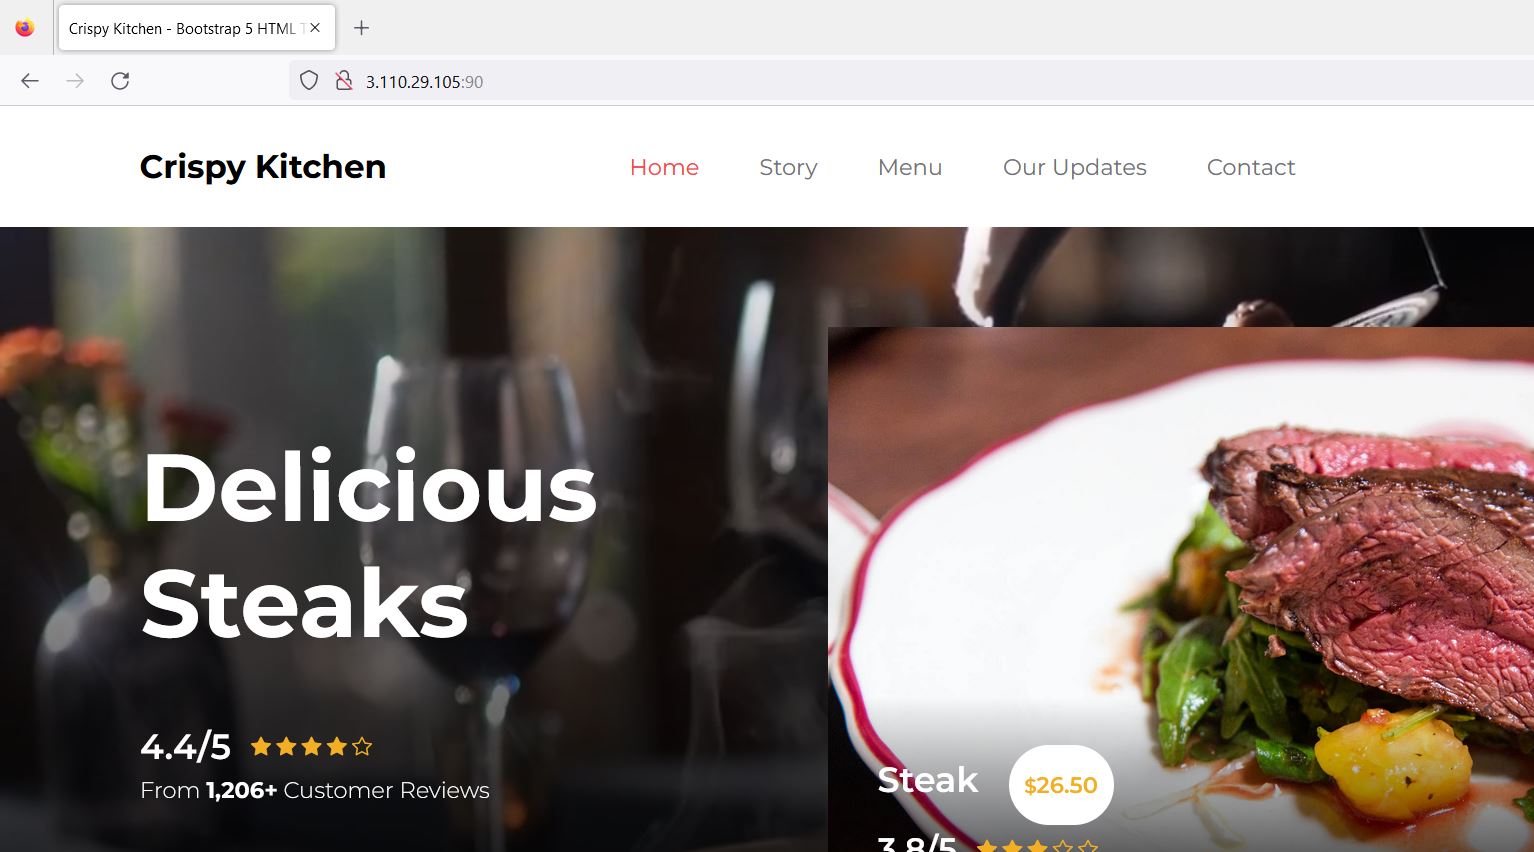 Crispy Kitchen - Bootstrap 5 HTML T
3.110.29.105:90
Crispy Kitchen
Home
Story
Menu
Our Updates
Contact
Delicious
Steaks
4.4/5
From 1,206+ Customer Reviews
Steak
$26.50
3.8/5